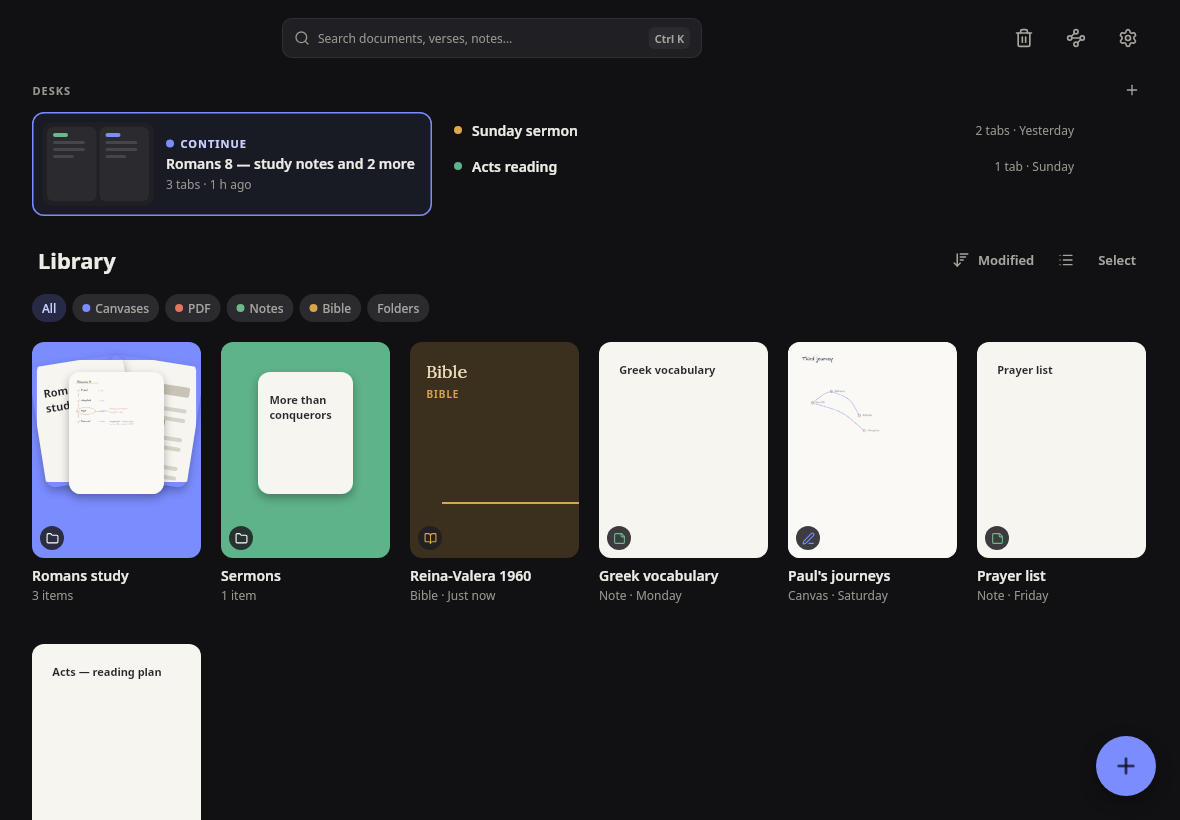 Search documents, verses, notes...
Ctrl K
DESKS
CONTINUE
Romans 8 — study notes and 2 more
3 tabs · 1 h ago
Sunday sermon
2 tabs · Yesterday
Acts reading
1 tab · Sunday
Library
Modified
Select
All
Canvases
PDF
Notes
Bible
Folders
More than
conquerors
Bible
BIBLE
Greek vocabulary
Third journey
Prayer list
Romans study
3 items
Sermons
1 item
Reina-Valera 1960
Bible · Just now
Greek vocabulary
Note · Monday
Paul's journeys
Canvas · Saturday
Prayer list
Note · Friday
Acts — reading plan